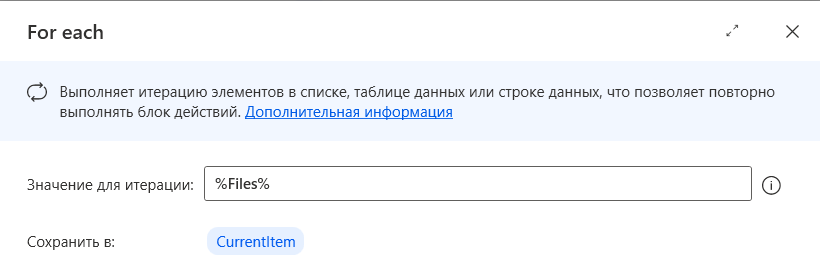 For each
Выполняет итерацию элементов в списке, таблице данных или строке данных, что позволяет повторно
выполнять блок действий. Дополнительная информация
Значение для итерации: %Files%
Сохранить в: CurrentItem